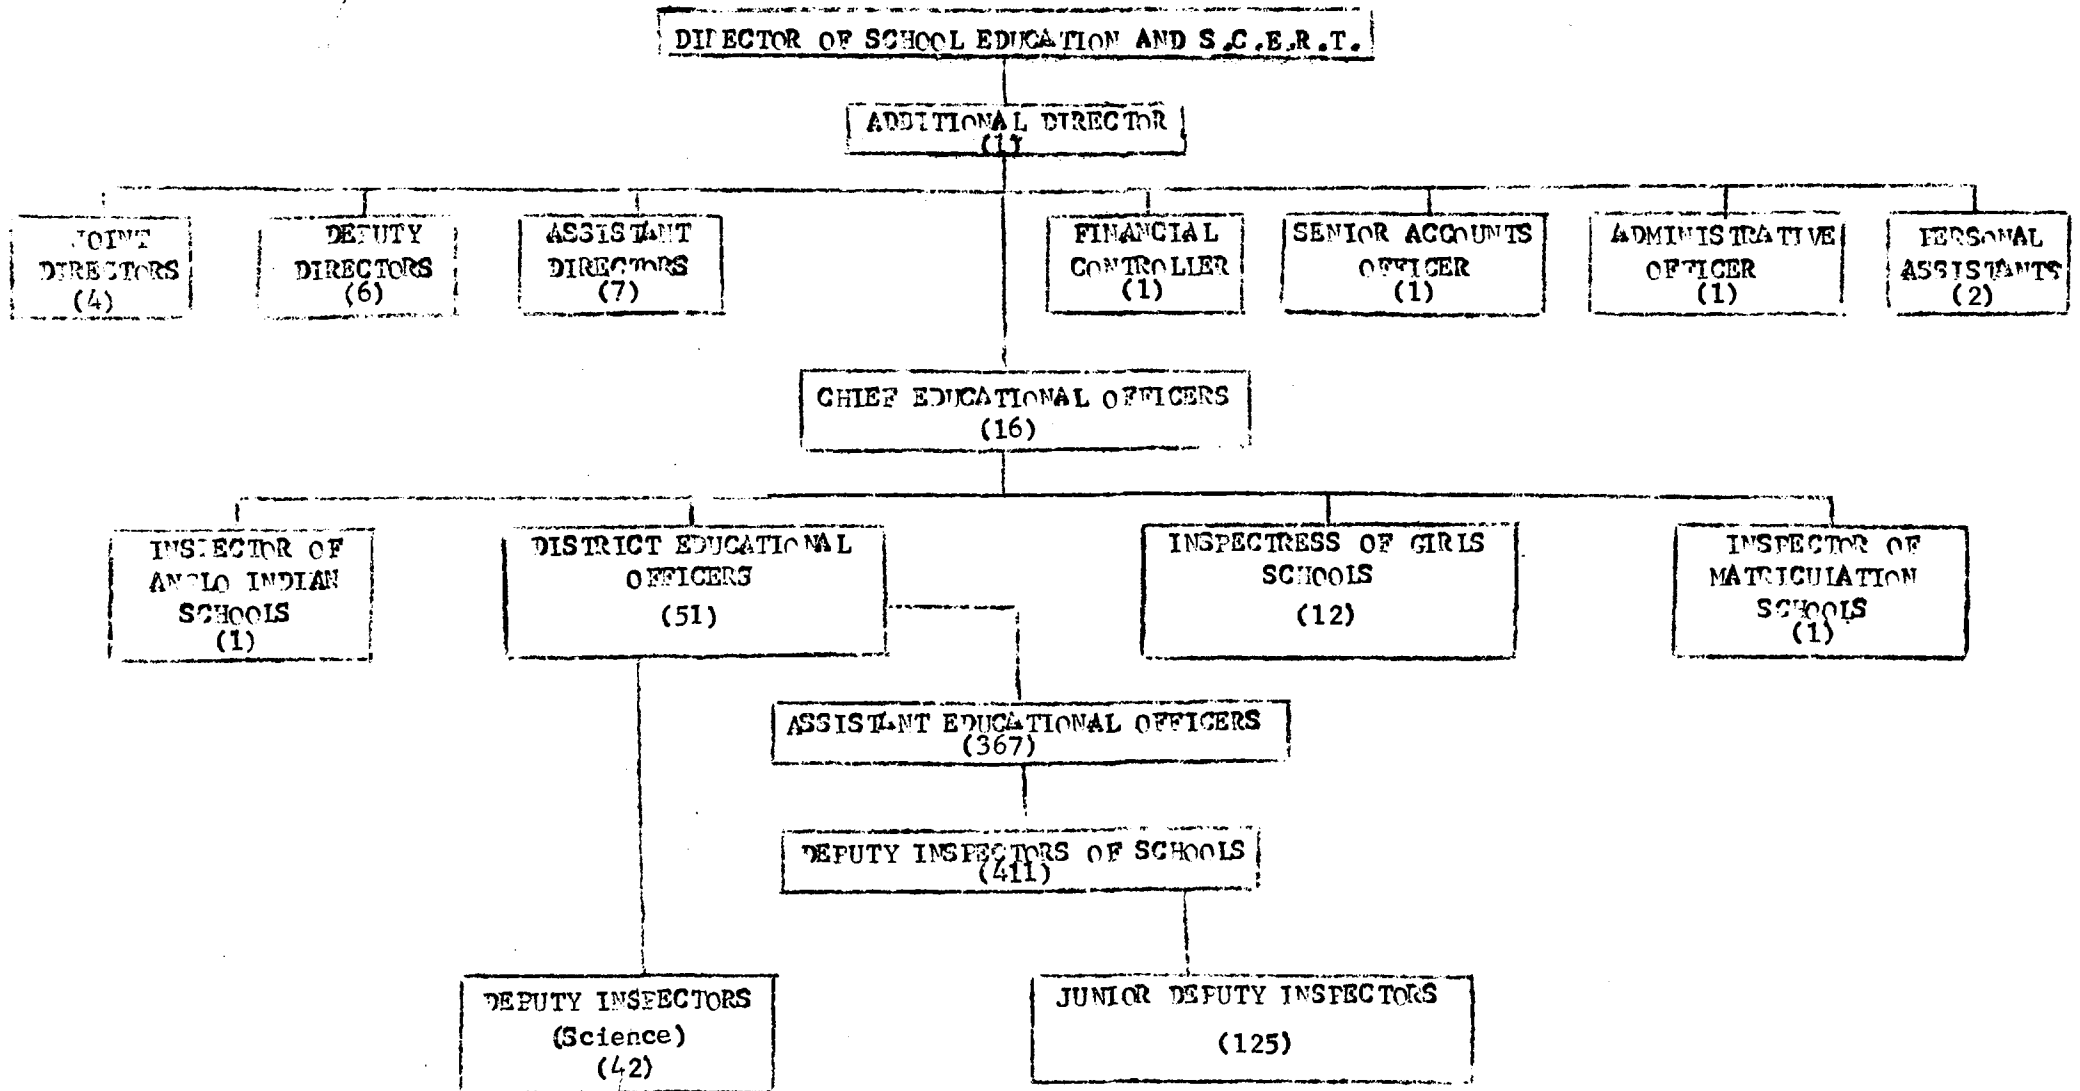 DIRECTOR OF SCHOOL EDUCATION AND S.C.E.R.T.
ADDITIONAL DIRECTOR
(1)
JOINT
DIRECTORS
(4)
DEPUTY
DIRECTORS
(6)
ASSISTANT
DIRECTORS
(7)
FINANCIAL
CONTROLLER
(1)
SENIOR ACCOUNTS
OFFICER
(1)
ADMINISTRATIVE
OFFICER
(1)
PERSONAL
ASSISTANTS
(2)
CHIEF EDUCATIONAL OFFICERS
(16)
INSPECTOR OF
ANGLO INDIAN
SCHOOLS
(1)
DISTRICT EDUCATIONAL
OFFICERS
(51)
INSPECTRESS OF GIRLS
SCHOOLS
(12)
INSPECTOR OF
MATRICULATION
SCHOOLS
(1)
ASSISTANT EDUCATIONAL OFFICERS
(367)
DEPUTY INSPECTORS OF SCHOOLS
(411)
DEPUTY INSPECTORS
(Science)
(42)
JUNIOR DEPUTY INSPECTORS
(125)